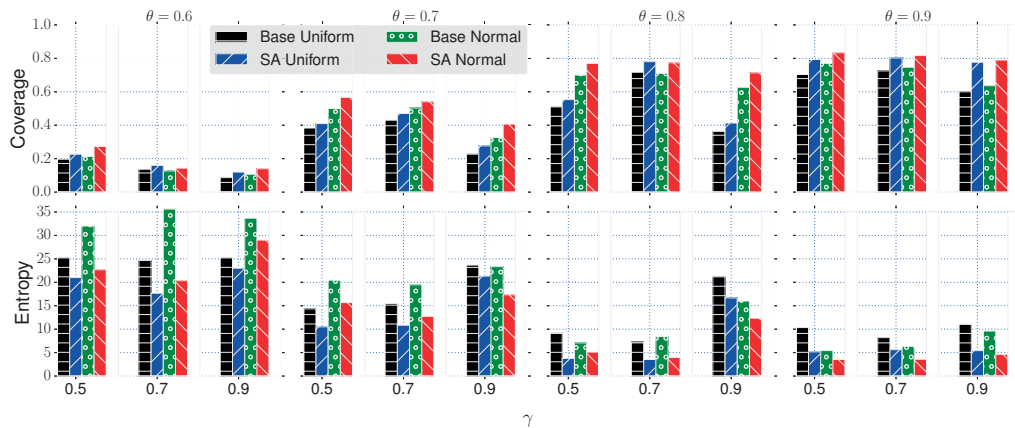 θ = 0.6 θ = 0.7 θ = 0.8 θ = 0.9
Base Uniform Base Normal
SA Uniform SA Normal
Coverage
1.0
0.8
0.6
0.4
0.2
0.0
Entropy
35
30
25
20
15
10
5
0
0.5 0.7 0.9 0.5 0.7 0.9 0.5 0.7 0.9 0.5 0.7 0.9
γ